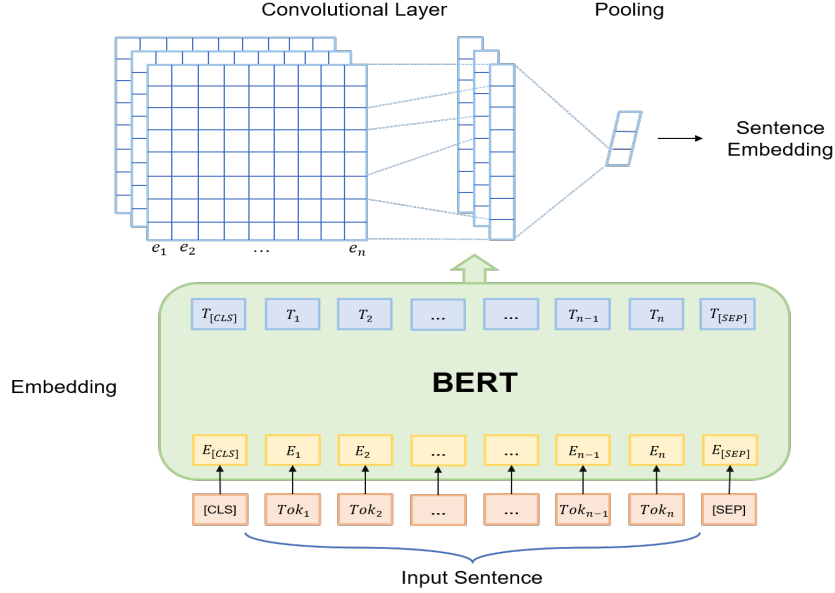 Convolutional Layer Pooling
Sentence Embedding
e₁ e₂ ... eₙ
T[CLS] T₁ T₂ ... ... Tₙ₋₁ Tₙ T[SEP]
Embedding
BERT
E[CLS] E₁ E₂ ... ... Eₙ₋₁ Eₙ E[SEP]
[CLS] Tok₁ Tok₂ ... ... Tokₙ₋₁ Tokₙ [SEP]
Input Sentence